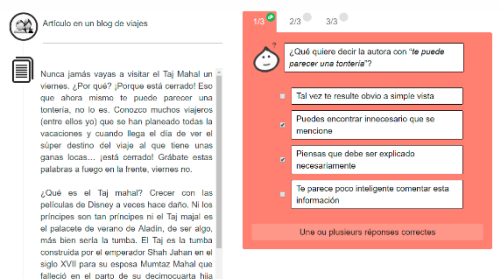 Artículo en un blog de viajes
Nunca jamás vayas a visitar el Taj Mahal un
viernes. ¿Por qué? ¡Porque está cerrado! Eso
que ahora mismo te puede parecer una
tontería, no lo es. Conozco muchos viajeros
(entre ellos yo) que se han planeado todas la
vacaciones y cuando llega el día de ver el
súper destino del viaje al que tiene unas
ganas locas... ¡está cerrado! Grábate estas
palabras a fuego en la frente, viernes no.
¿Qué es el Taj mahal? Crecer con las
películas de Disney a veces hace daño. Ni los
príncipes son tan príncipes ni el Taj majal es
el palacete de verano de Aladín, de ser algo,
más bien sería la tumba. El Taj es la tumba
construida por el emperador Shah Jahan en el
siglo XVII para su esposa Mumtaz Mahal que
falleció en el parto de su decimocuarta hija
1/3
2/3
3/3
?
¿Qué quiere decir la autora con "te puede
parecer una tontería"?
Tal vez te resulte obvio a simple vista
Puedes encontrar innecesario que se
mencione
Piensas que debe ser explicado
necesariamente
Te parece poco inteligente comentar esta
información
Une ou plusieurs réponses correctes